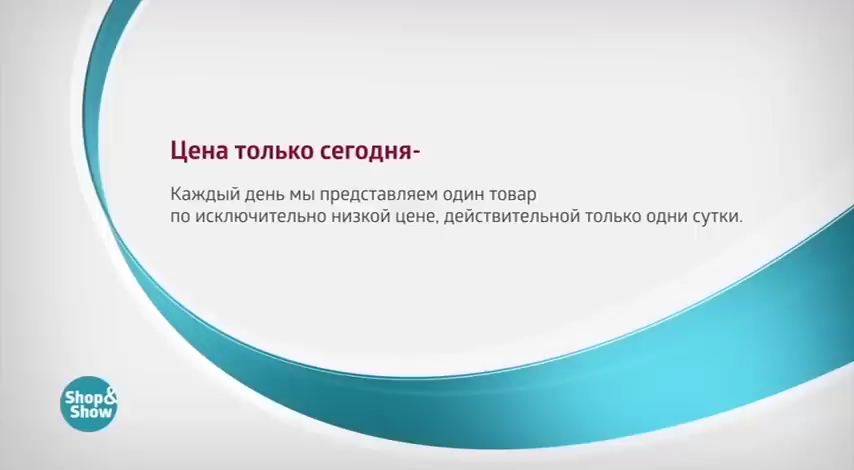 Цена только сегодня-
Каждый день мы представляем один товар
по исключительно низкой цене, действительной только одни сутки.
Shop&
Show